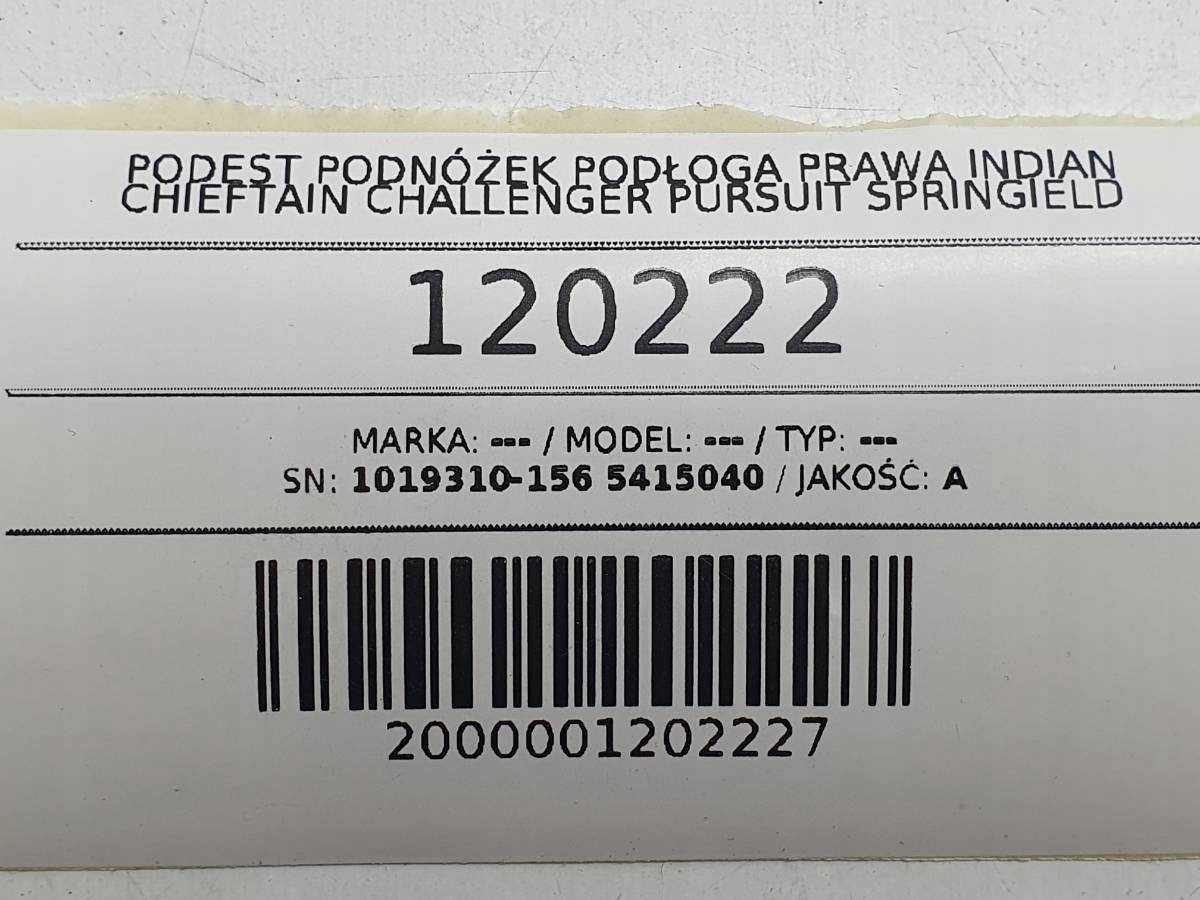 PODEST PODNÓŻEK PODŁOGA PRAWA INDIAN
CHIEFTAIN CHALLENGER PURSUIT SPRINGIELD
120222
MARKA: --- / MODEL: --- / TYP: ---
SN: 1019310-156 5415040 / JAKOŚĆ: A
2000001202227